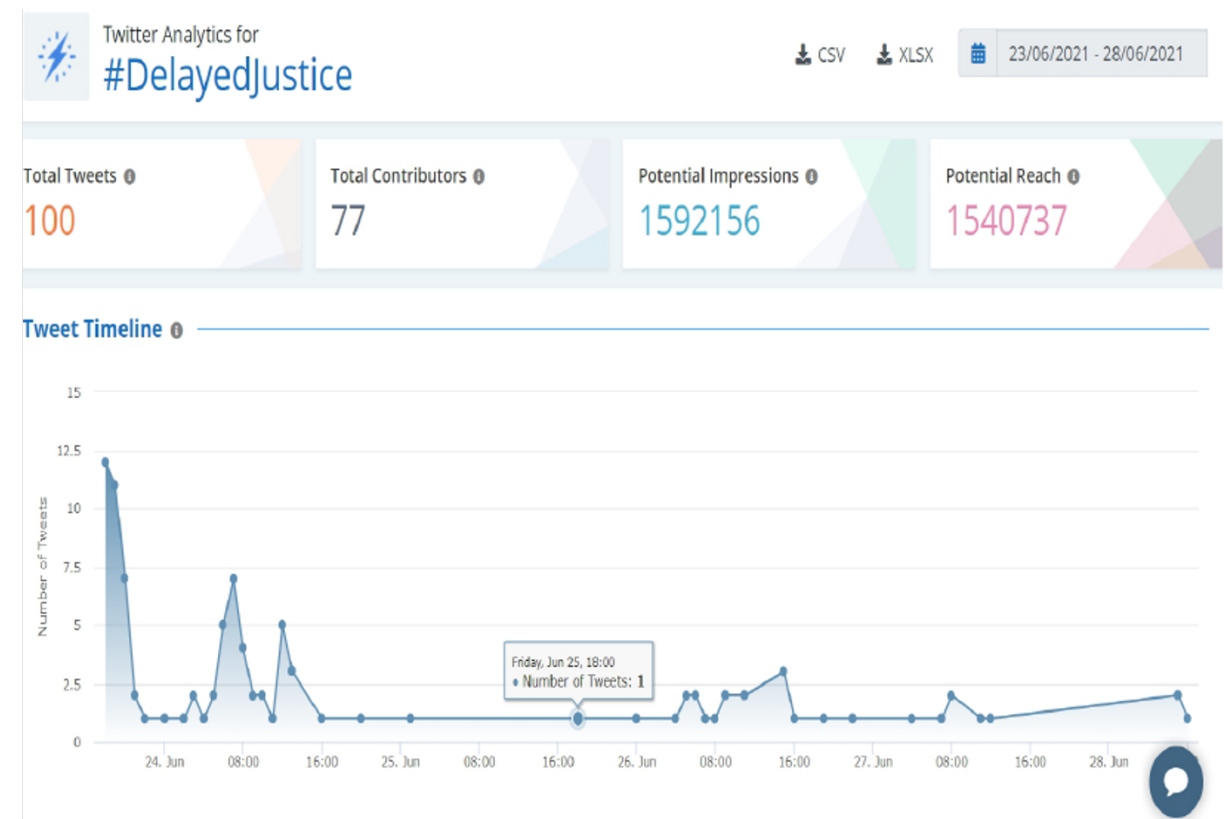 Twitter Analytics for
#DelayedJustice
CSV
XLSX
23/06/2021 - 28/06/2021
Total Tweets
100
Total Contributors
77
Potential Impressions
1592156
Potential Reach
1540737
Tweet Timeline
Number of Tweets
15
12.5
10
7.5
5
2.5
0
Friday, Jun 25, 18:00
• Number of Tweets: 1
24. Jun
08:00
16:00
25. Jun
08:00
16:00
26. Jun
08:00
16:00
27. Jun
08:00
16:00
28. Jun